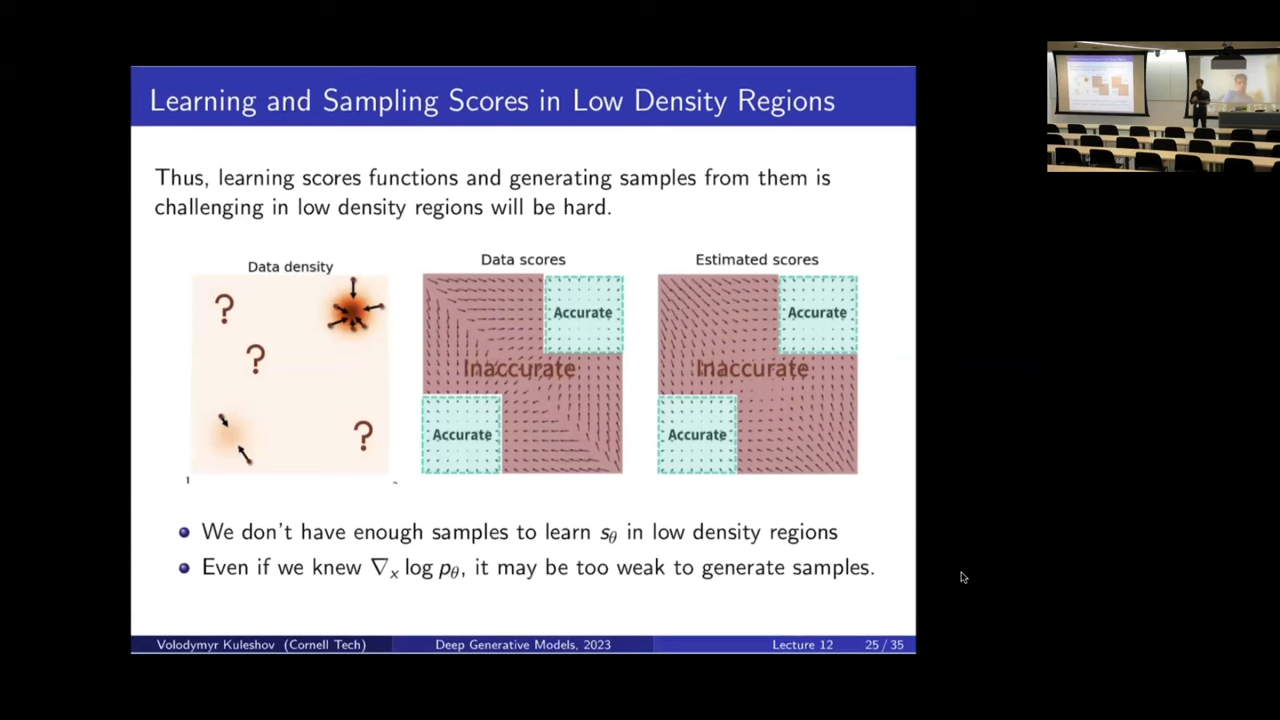 Learning and Sampling Scores in Low Density Regions
Thus, learning scores functions and generating samples from them is
challenging in low density regions will be hard.
Data density
Data scores
Estimated scores
?
?
?
1
Accurate
Inaccurate
Accurate
Accurate
Inaccurate
Accurate
We don't have enough samples to learn sθ in low density regions
Even if we knew ∇x log pθ, it may be too weak to generate samples.
Volodymyr Kuleshov (Cornell Tech)
Deep Generative Models, 2023
Lecture 12
25 / 35